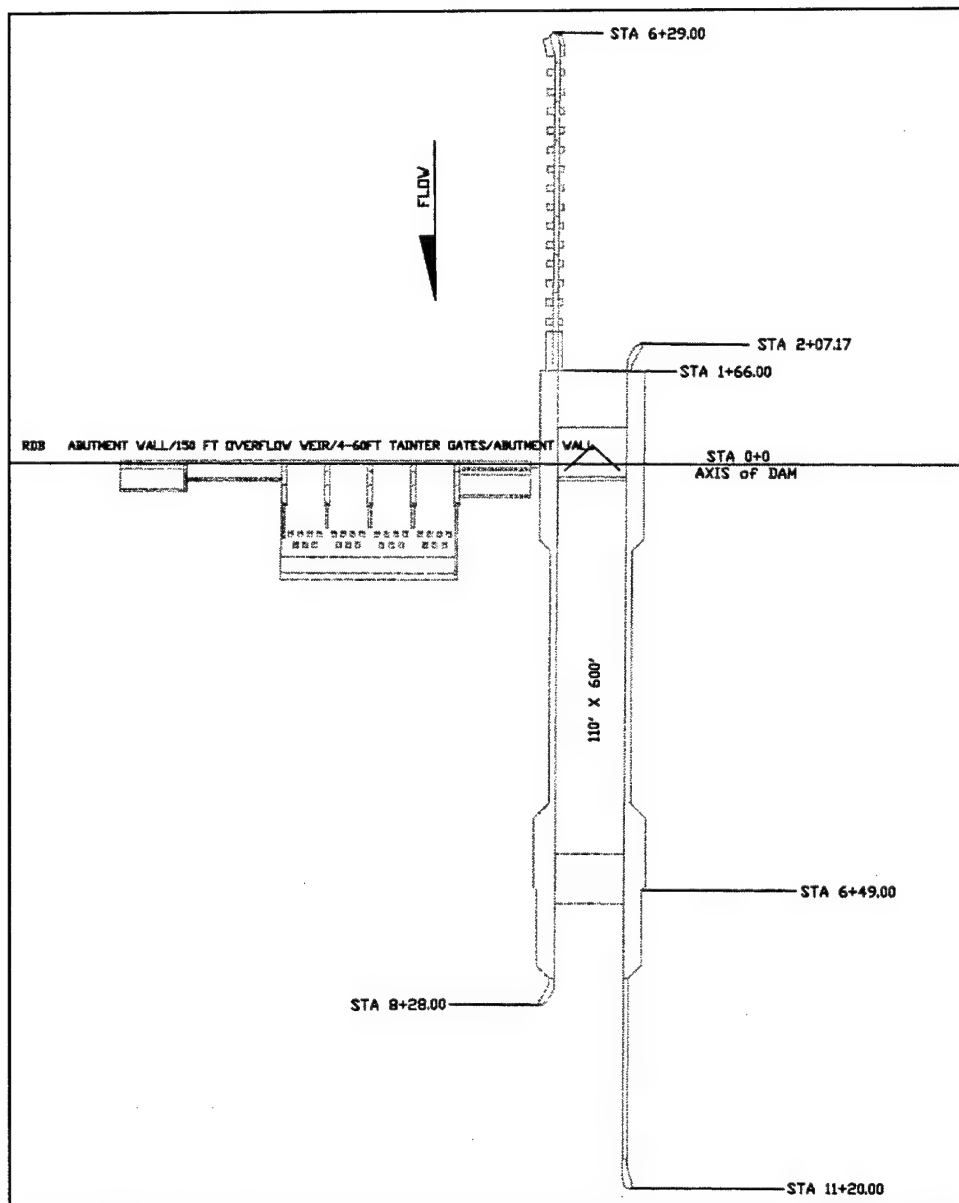 STA 6+29.00
FLOW
STA 2+07.17
STA 1+66.00
RDB ABUTMENT WALL/150 FT OVERFLOW WEIR/4-60FT TAINTER GATES/ABUTMENT WALL
STA 0+0
AXIS of DAM
110' X 600'
STA 6+49.00
STA 8+28.00
STA 11+20.00